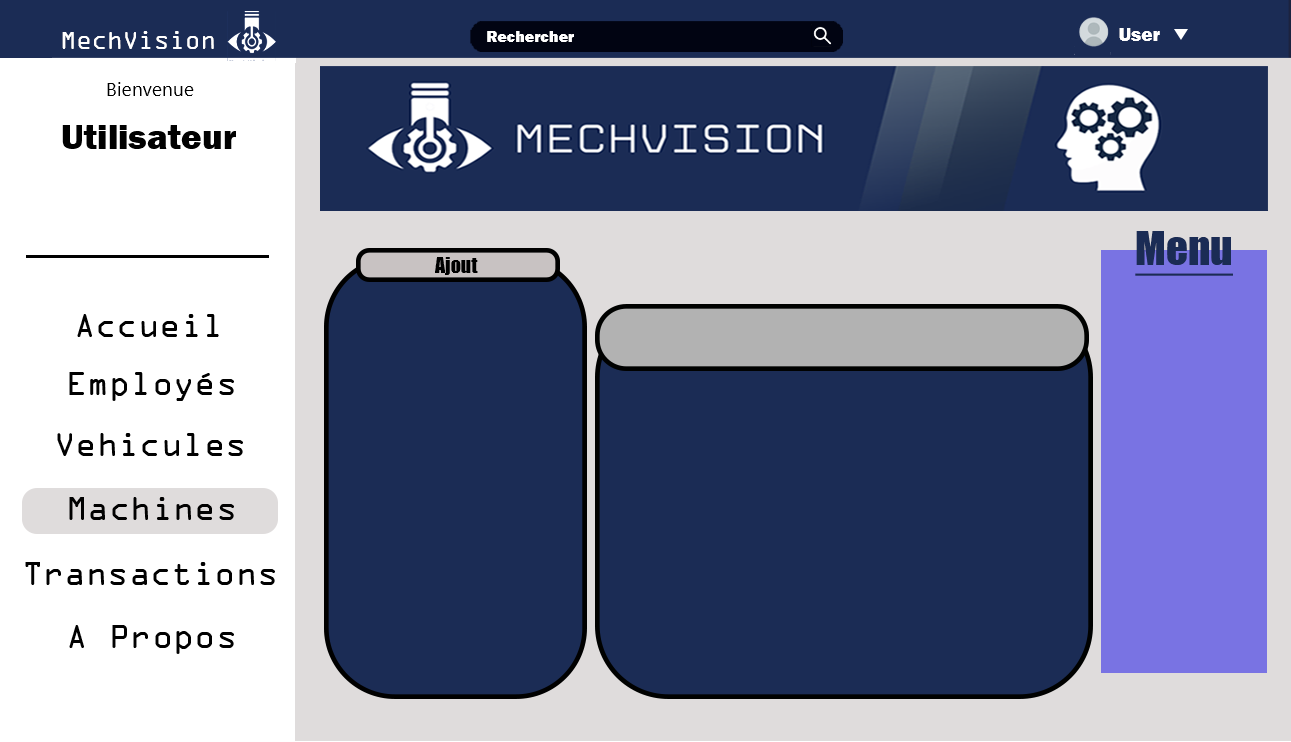 MechVision
Rechercher
User
Bienvenue
Utilisateur
MECHVISION
Menu
Ajout
Accueil
Employés
Vehicules
Machines
Transactions
A Propos